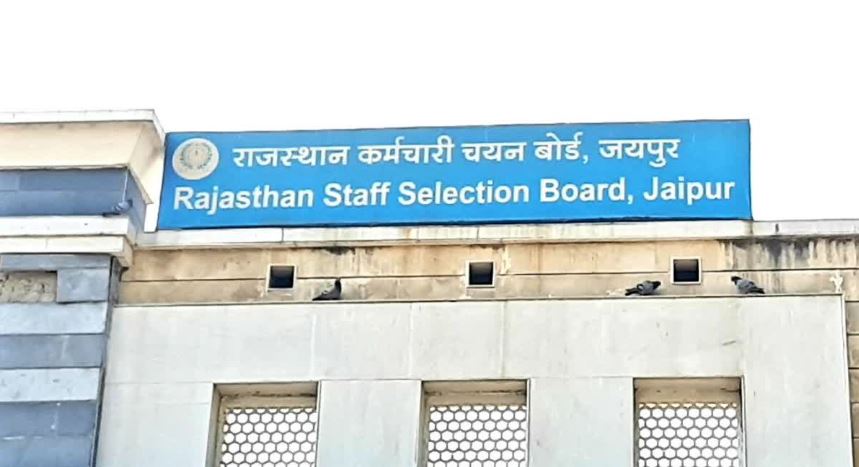 राजस्थान कर्मचारी चयन बोर्ड, जयपुर
Rajasthan Staff Selection Board, Jaipur